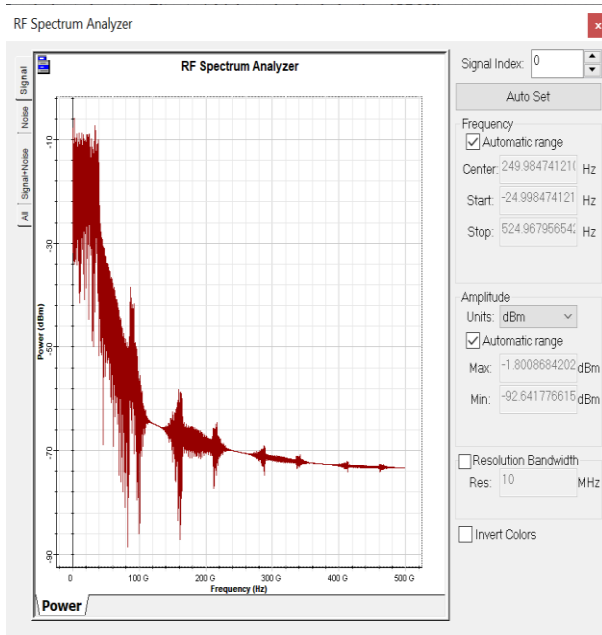 RF Spectrum Analyzer
x
RF Spectrum Analyzer
Signal
Noise
Signal+Noise
All
Power (dBm)
-10
-30
-50
-70
-90
0
100 G
200 G
300 G
400 G
500 G
Frequency (Hz)
Power
Signal Index: 0
Auto Set
Frequency
Automatic range
Center: 249.984741210 Hz
Start: -24.998474121 Hz
Stop: 524.967956542 Hz
Amplitude
Units: dBm
Automatic range
Max: -1.8008684202 dBm
Min: -92.641776615 dBm
Resolution Bandwidth
Res: 10 MHz
Invert Colors